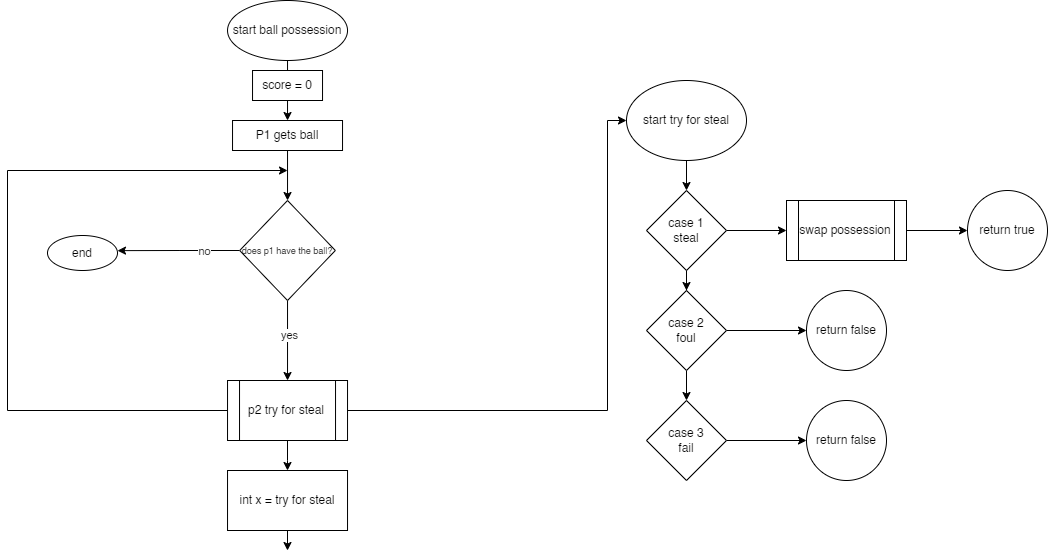 start ball possession
score = 0
P1 gets ball
does p1 have the ball?
no
end
yes
p2 try for steal
int x = try for steal
start try for steal
case 1
steal
swap possession
return true
case 2
foul
return false
case 3
fail
return false